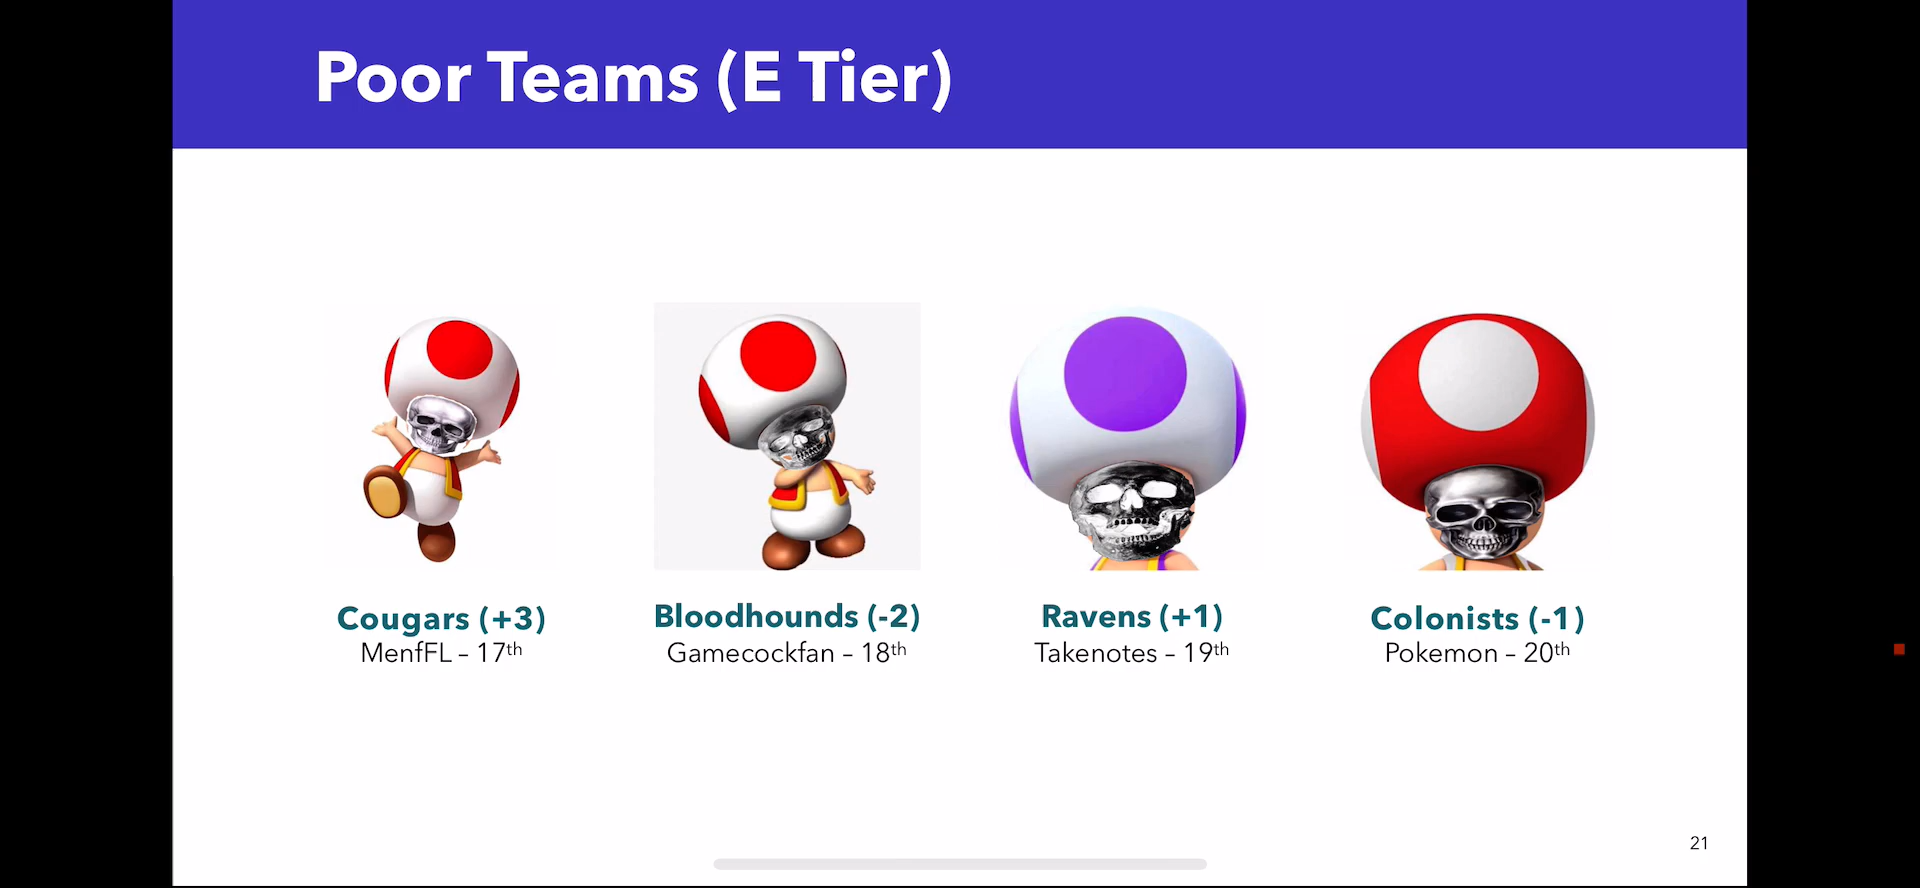 Poor Teams (E Tier)
Cougars (+3)
MenfFL – 17th
Bloodhounds (-2)
Gamecockfan – 18th
Ravens (+1)
Takenotes – 19th
Colonists (-1)
Pokemon – 20th
21